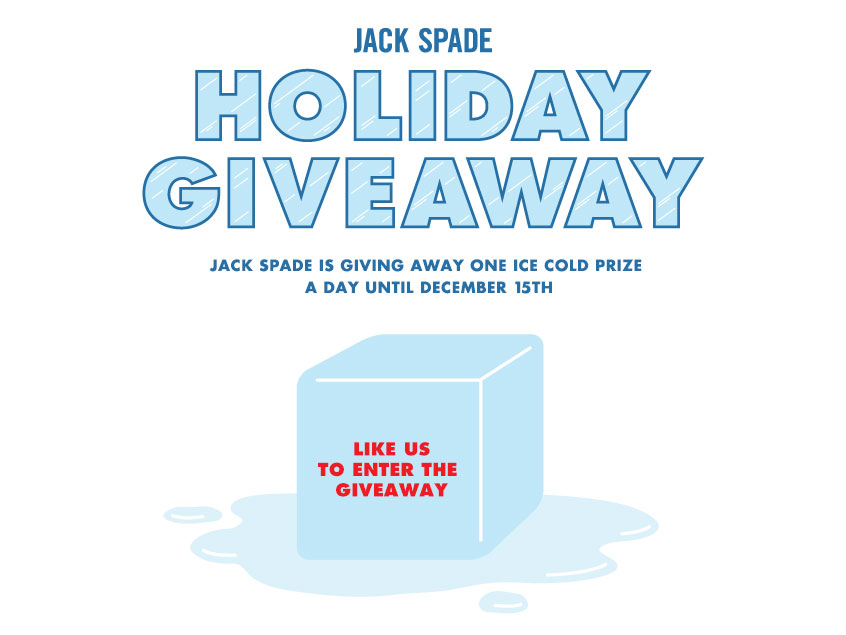 JACK SPADE
HOLIDAY
GIVEAWAY
JACK SPADE IS GIVING AWAY ONE ICE COLD PRIZE
A DAY UNTIL DECEMBER 15TH
LIKE US
TO ENTER THE
GIVEAWAY